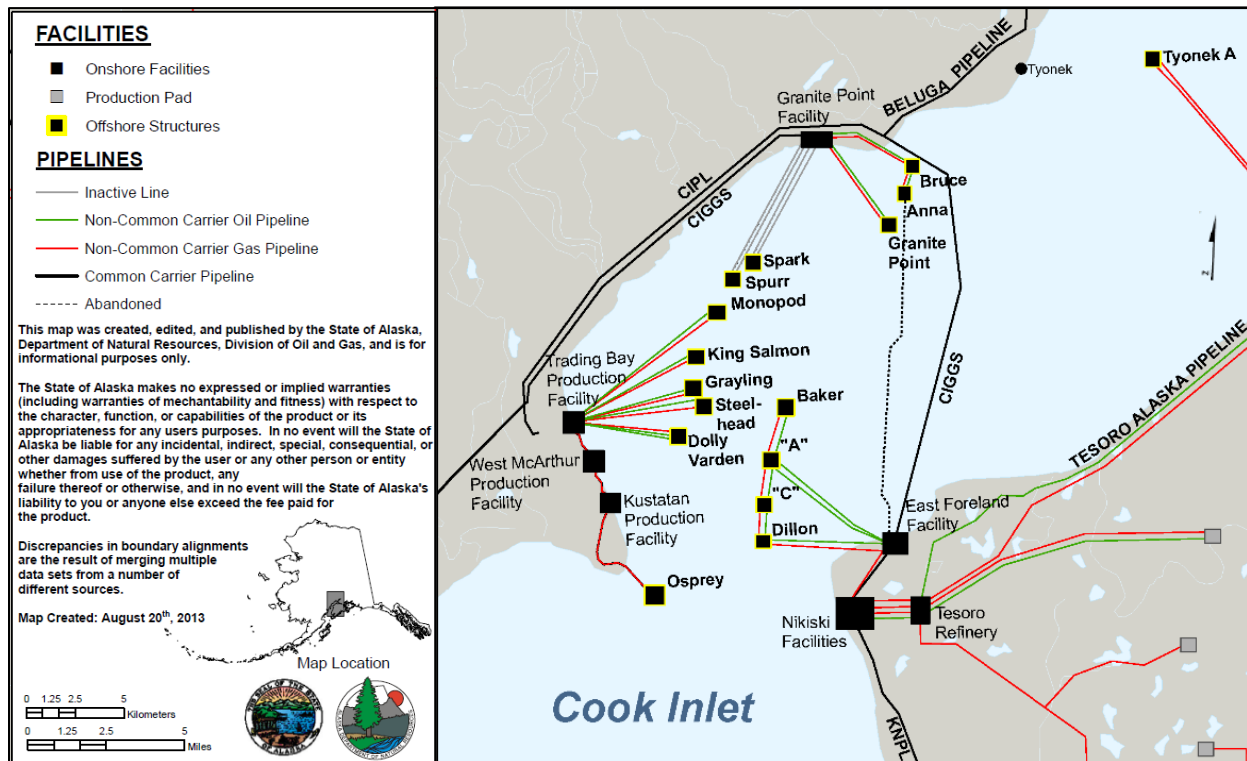 FACILITIES
Onshore Facilities
Production Pad
Offshore Structures
PIPELINES
Inactive Line
Non-Common Carrier Oil Pipeline
Non-Common Carrier Gas Pipeline
Common Carrier Pipeline
Abandoned
This map was created, edited, and published by the State of Alaska,
Department of Natural Resources, Division of Oil and Gas, and is for
informational purposes only.
The State of Alaska makes no expressed or implied warranties
(including warranties of mechantability and fitness) with respect to
the character, function, or capabilities of the product or its
appropriateness for any users purposes. In no event will the State of
Alaska be liable for any incidental, indirect, special, consequential, or
other damages suffered by the user or any other person or entity
whether from use of the product, any
failure thereof or otherwise, and in no event will the State of Alaska's
liability to you or anyone else exceed the fee paid for
the product.
Discrepancies in boundary alignments
are the result of merging multiple
data sets from a number of
different sources.
Map Created: August 20th, 2013
Map Location
0 1.25 2.5 5
Kilometers
0 1.25 2.5 5
Miles
BELUGA PIPELINE
Tyonek
Tyonek A
Granite Point
Facility
CIPL
CIGGS
Bruce
Anna
Granite
Point
Spark
Spurr
Monopod
King Salmon
Trading Bay
Production
Facility
Grayling
Steel-
head
Baker
Dolly
Varden
"A"
CIGGS
TESORO ALASKA PIPELINE
West McArthur
Production
Facility
"C"
Kustatan
Production
Facility
East Foreland
Facility
Dillon
Osprey
Nikiski
Facilities
Tesoro
Refinery
Cook Inlet
KNPL
N